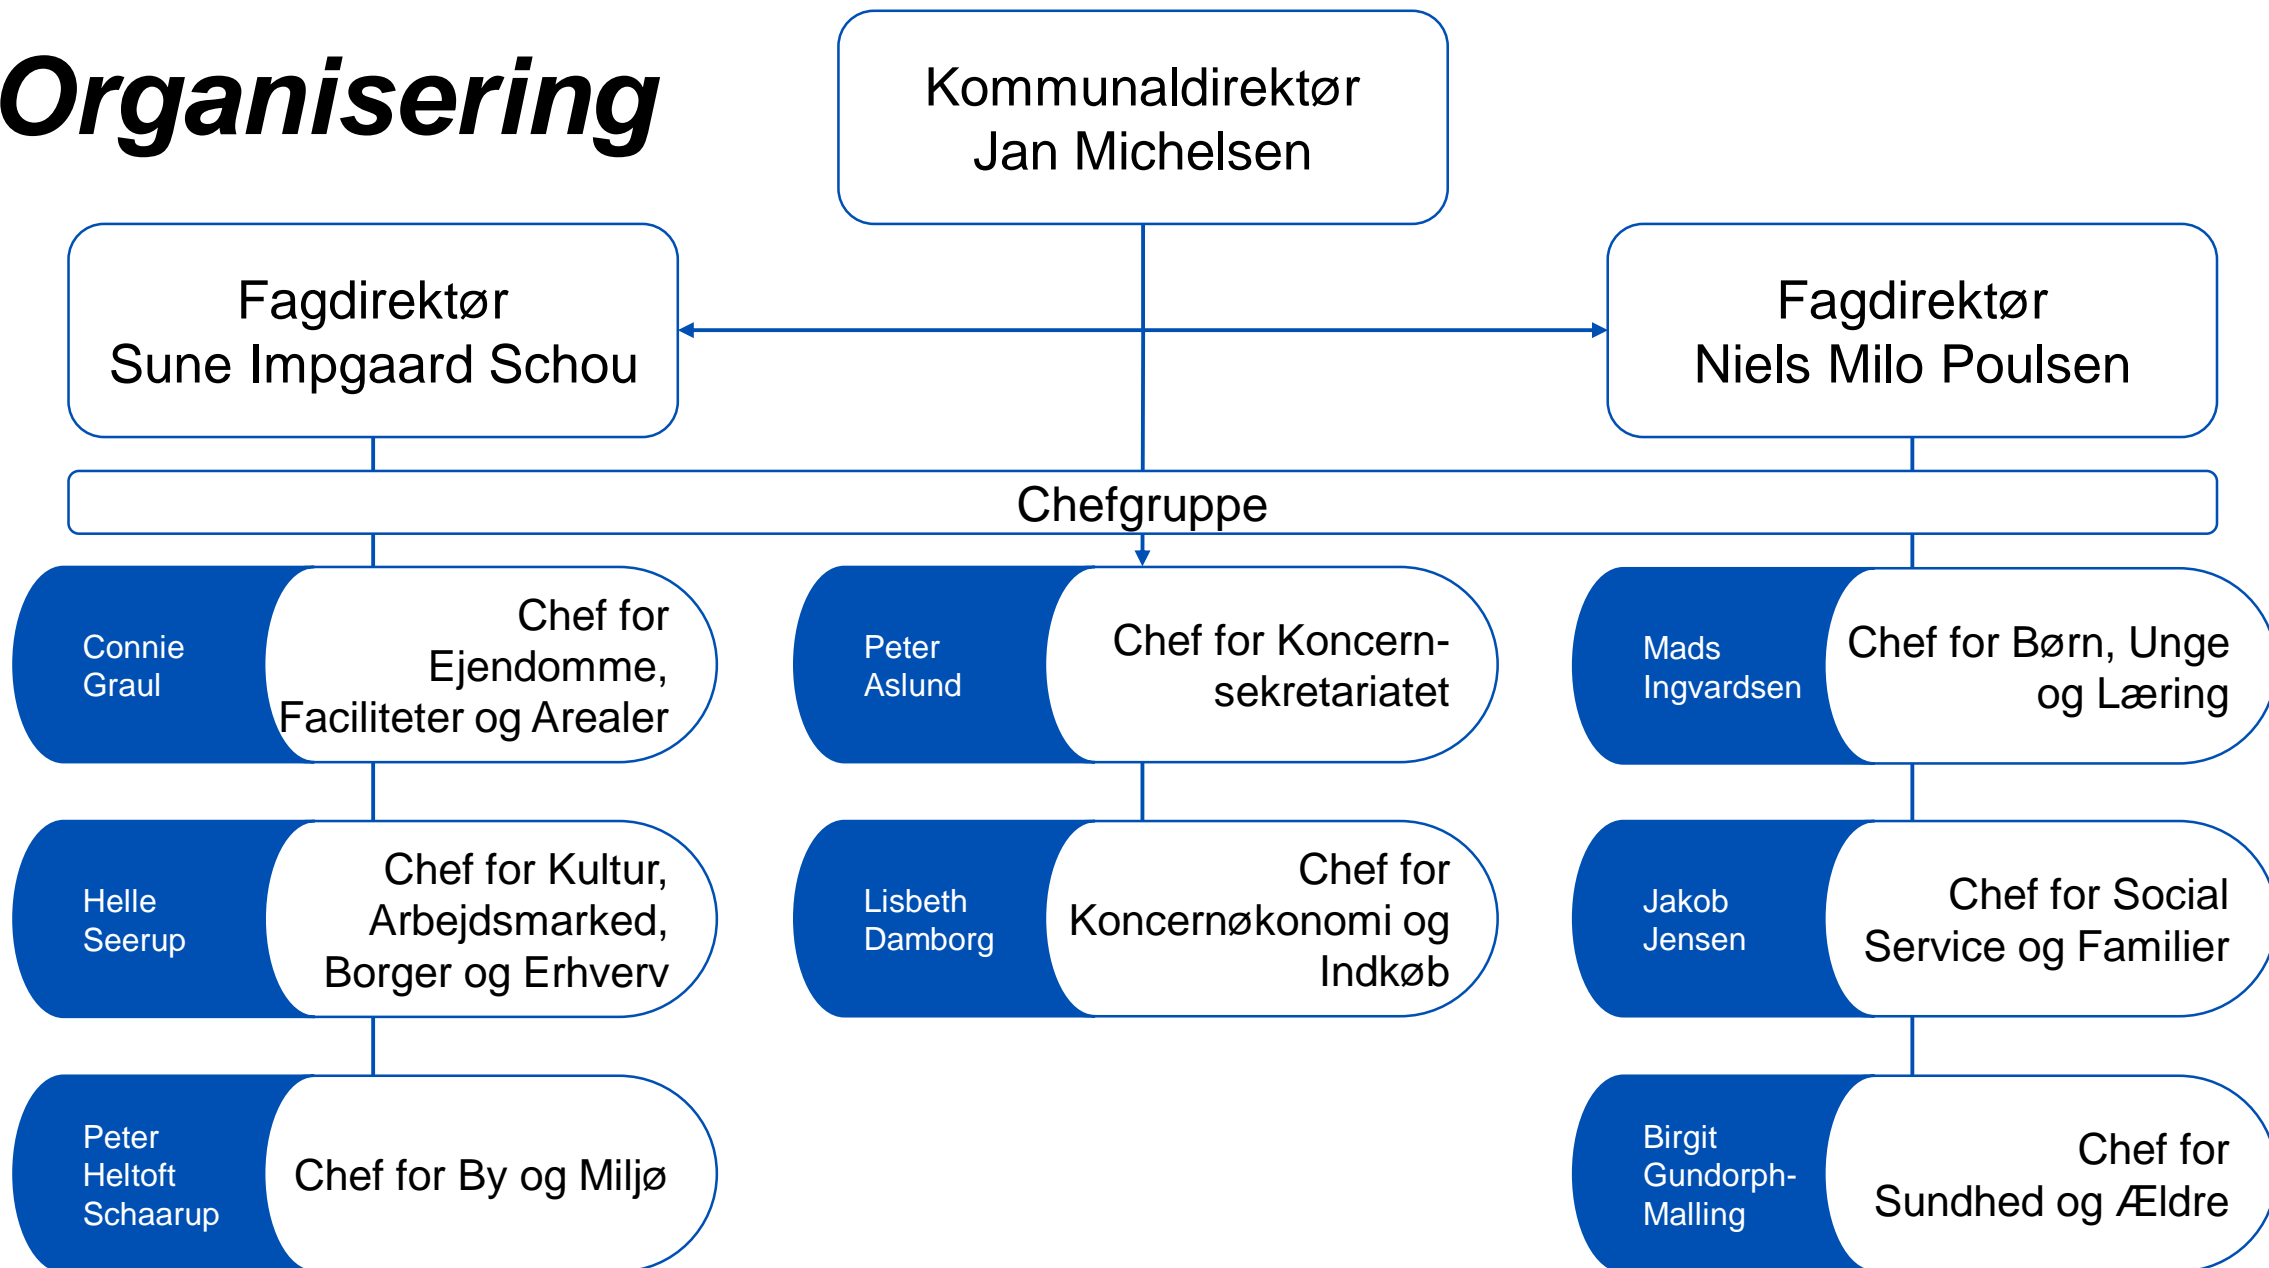 Organisering
Kommunaldirektør
Jan Michelsen
Fagdirektør
Sune Impgaard Schou
Fagdirektør
Niels Milo Poulsen
Chefgruppe
Connie
Graul
Chef for
Ejendomme,
Faciliteter og Arealer
Peter
Aslund
Chef for Koncern-
sekretariatet
Mads
Ingvardsen
Chef for Børn, Unge
og Læring
Helle
Seerup
Chef for Kultur,
Arbejdsmarked,
Borger og Erhverv
Lisbeth
Damborg
Chef for
Koncernøkonomi og
Indkøb
Jakob
Jensen
Chef for Social
Service og Familier
Peter
Heltoft
Schaarup
Chef for By og Miljø
Birgit
Gundorph-
Malling
Chef for
Sundhed og Ældre